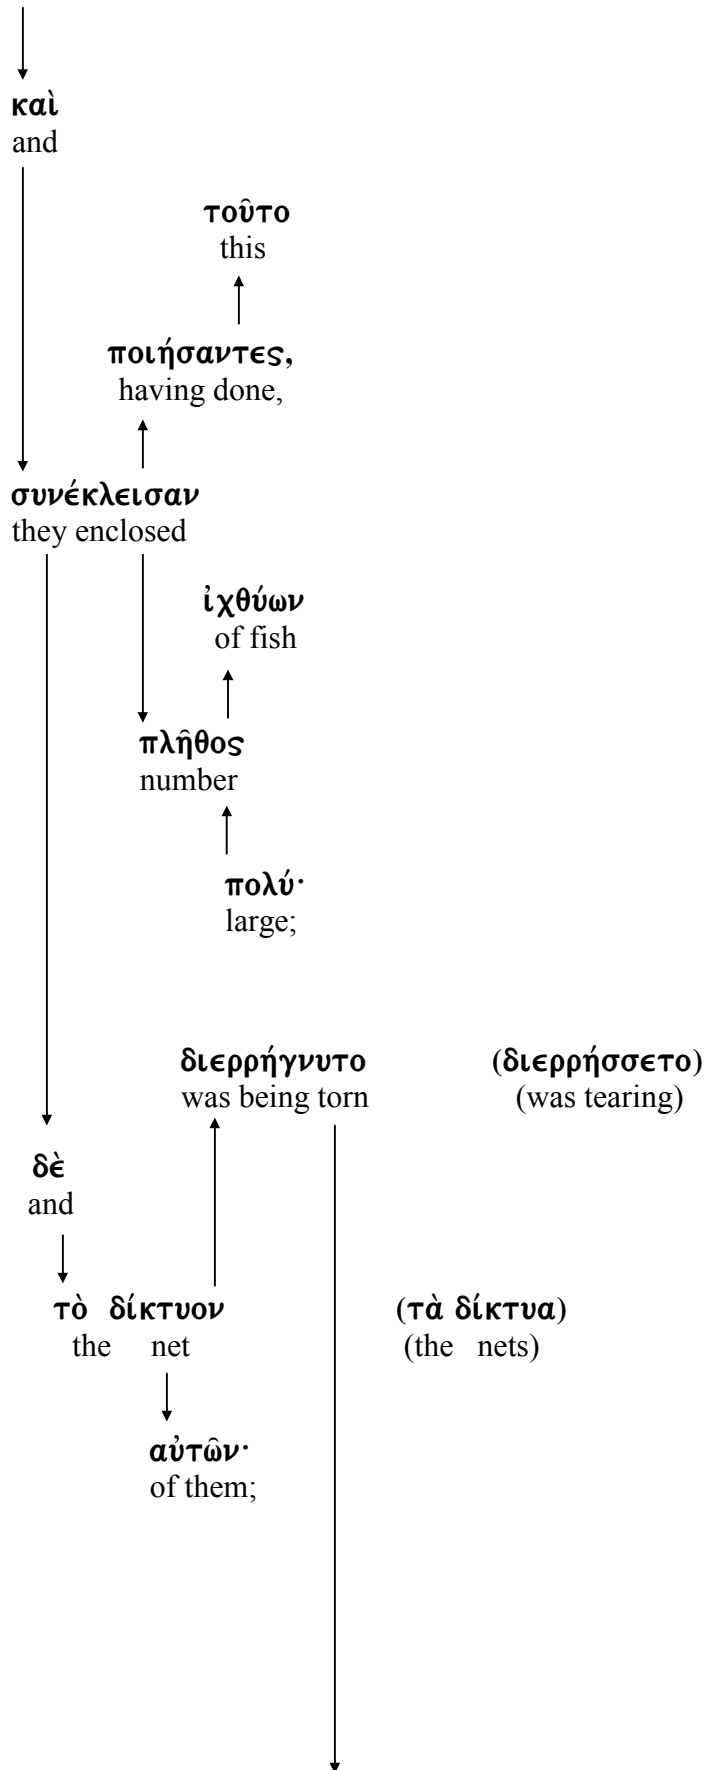 καὶ
and
τοῦτο
this
ποιήσαντες,
having done,
συνέκλεισαν
they enclosed
ἰχθύων
of fish
πλῆθος
number
πολύ·
large;
διερρήγνυτο (διερρήσσετο)
was being torn (was tearing)
δὲ
and
τὸ δίκτυον (τὰ δίκτυα)
the net (the nets)
αὐτῶν·
of them;